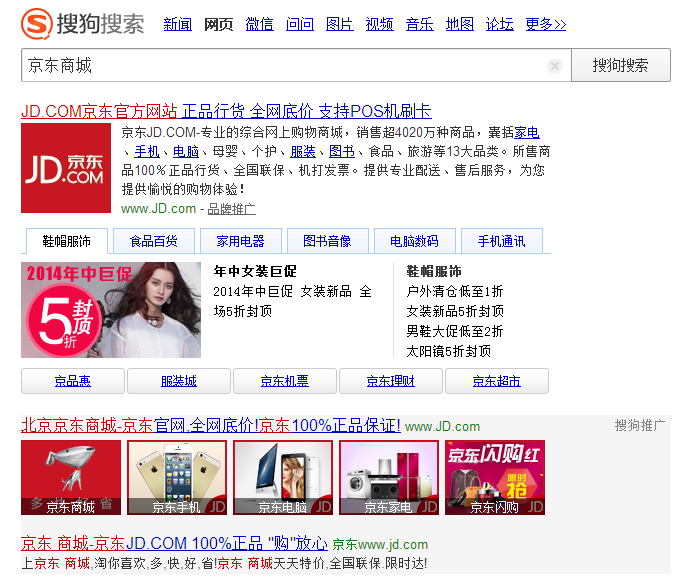 搜狗搜索 新闻 网页 微信 问问 图片 视频 音乐 地图 论坛 更多>>
京东商城 搜狗搜索
JD.COM京东官方网站 正品行货 全网底价 支持POS机刷卡
JD 京东 .COM
京东JD.COM-专业的综合网上购物商城，销售超4020万种商品，囊括家电
、手机、电脑、母婴、个护、服装、图书、食品、旅游等13大品类。所售商
品100%正品行货、全国联保、机打发票。提供专业配送、售后服务，为您
提供愉悦的购物体验！
www.JD.com - 品牌推广
鞋帽服饰 食品百货 家用电器 图书音像 电脑数码 手机通讯
2014年中巨促
5折封顶
年中女装巨促
2014年中巨促 女装新品 全
场5折封顶
鞋帽服饰
户外清仓低至1折
女装新品5折封顶
男鞋大促低至2折
太阳镜5折封顶
京品惠 服装城 京东机票 京东理财 京东超市
北京京东商城-京东官网,全网底价!京东100%正品保证! www.JD.com 搜狗推广
京东商城 京东手机 JD 京东电脑 JD 京东家电 JD 京东闪购红 限时抢 京东闪购 JD
京东 商城-京东JD.COM 100%正品 "购"放心 京东www.jd.com
上京东 商城,淘你喜欢,多,快,好,省!京东 商城天天特价,全国联保.限时达!